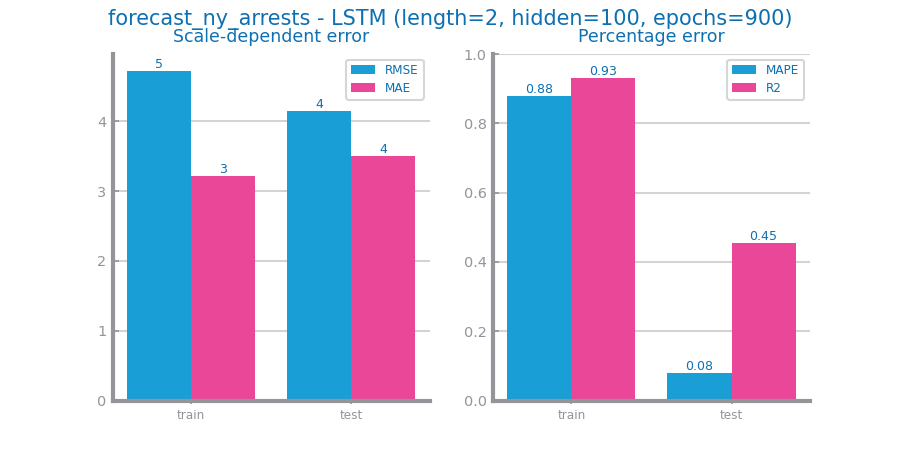 forecast_ny_arrests - LSTM (length=2, hidden=100, epochs=900)
Scale-dependent error
5
3
4
4
RMSE
MAE
4
3
2
1
0
train
test
Percentage error
0.88
0.93
0.08
0.45
MAPE
R2
1.0
0.8
0.6
0.4
0.2
0.0
train
test